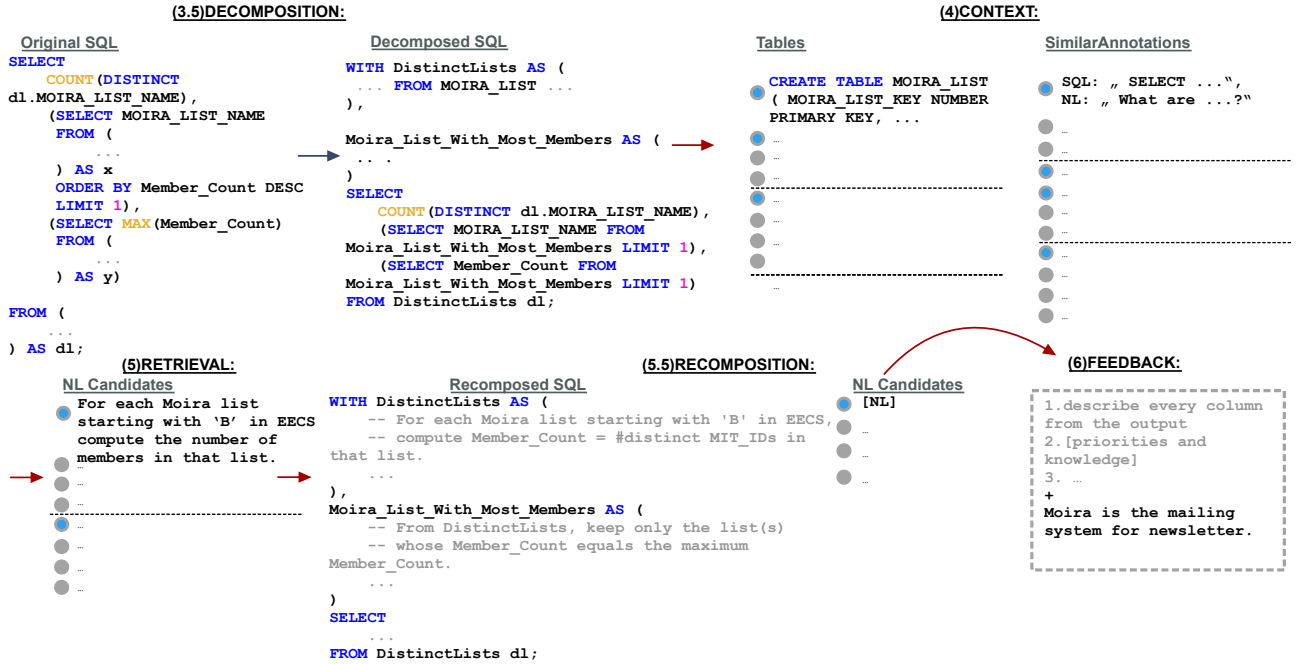 (3.5)DECOMPOSITION:
Original SQL
SELECT
COUNT(DISTINCT
dl.MOIRA_LIST_NAME),
(SELECT MOIRA_LIST_NAME
FROM (
...
) AS x
ORDER BY Member_Count DESC
LIMIT 1),
(SELECT MAX(Member_Count)
FROM (
...
) AS y)
FROM (
...
) AS dl;
Decomposed SQL
WITH DistinctLists AS (
... FROM MOIRA_LIST ...
),
Moira_List_With_Most_Members AS (
.. .
)
SELECT
COUNT(DISTINCT dl.MOIRA_LIST_NAME),
(SELECT MOIRA_LIST_NAME FROM
Moira_List_With_Most_Members LIMIT 1),
(SELECT Member_Count FROM
Moira_List_With_Most_Members LIMIT 1)
FROM DistinctLists dl;
(4)CONTEXT:
Tables
CREATE TABLE MOIRA_LIST
( MOIRA_LIST_KEY NUMBER
PRIMARY KEY, ...
…
…
…
…
…
…
…
…
SimilarAnnotations
SQL: „ SELECT ...“,
NL: „ What are ...?“
…
…
…
…
…
…
…
…
…
…
(5)RETRIEVAL:
NL Candidates
For each Moira list
starting with ‘B’ in EECS
compute the number of
members in that list.
…
…
…
…
…
…
…
(5.5)RECOMPOSITION:
Recomposed SQL
WITH DistinctLists AS (
-- For each Moira list starting with 'B' in EECS,
-- compute Member_Count = #distinct MIT_IDs in
that list.
...
),
Moira_List_With_Most_Members AS (
-- From DistinctLists, keep only the list(s)
-- whose Member_Count equals the maximum
Member_Count.
...
)
SELECT
...
FROM DistinctLists dl;
NL Candidates
[NL]
…
…
…
(6)FEEDBACK:
1.describe every column
from the output
2.[priorities and
knowledge]
3. …
+
Moira is the mailing
system for newsletter.